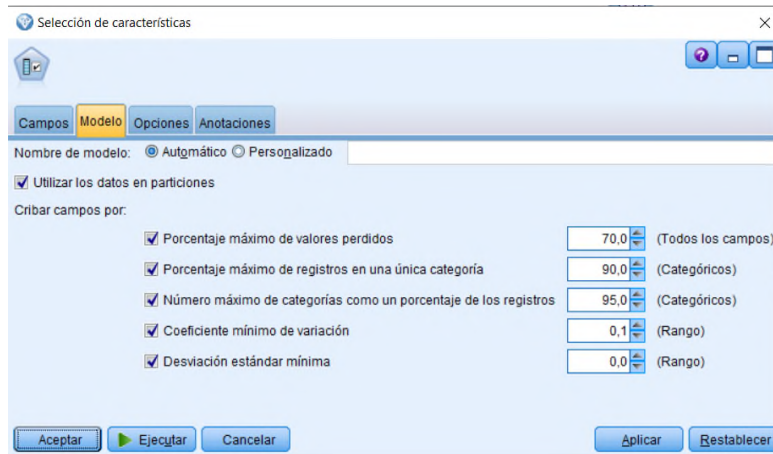 Selección de características
Campos Modelo Opciones Anotaciones
Nombre de modelo: Automático Personalizado
Utilizar los datos en particiones
Cribar campos por:
Porcentaje máximo de valores perdidos 70,0 (Todos los campos)
Porcentaje máximo de registros en una única categoría 90,0 (Categóricos)
Número máximo de categorías como un porcentaje de los registros 95,0 (Categóricos)
Coeficiente mínimo de variación 0,1 (Rango)
Desviación estándar mínima 0,0 (Rango)
Aceptar Ejecutar Cancelar Aplicar Restablecer